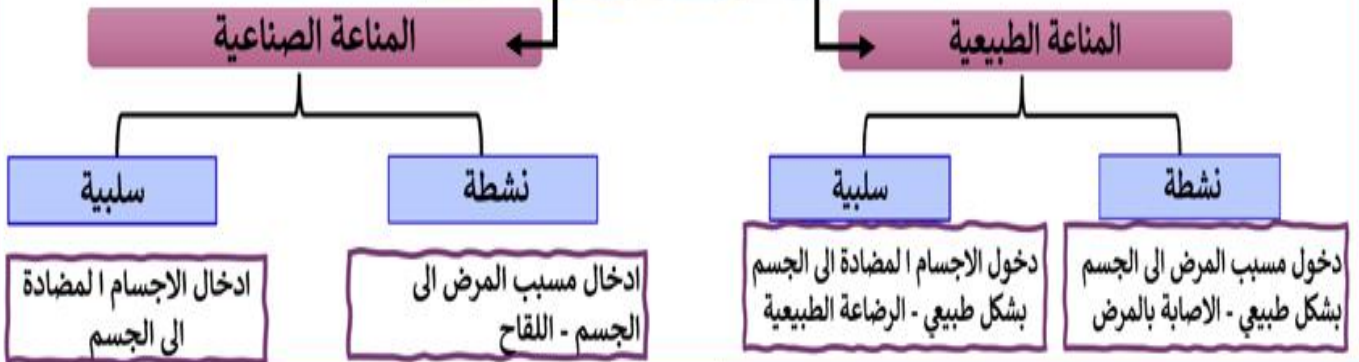 المناعة الطبيعية
المناعة الصناعية
نشطة
سلبية
نشطة
سلبية
دخول مسبب المرض الى الجسم
بشكل طبيعي - الاصابة بالمرض
دخول الاجسام ا لمضادة الى الجسم
بشكل طبيعي - الرضاعة الطبيعية
ادخال مسبب المرض الى
الجسم - اللقاح
ادخال الاجسام ا لمضادة
الى الجسم